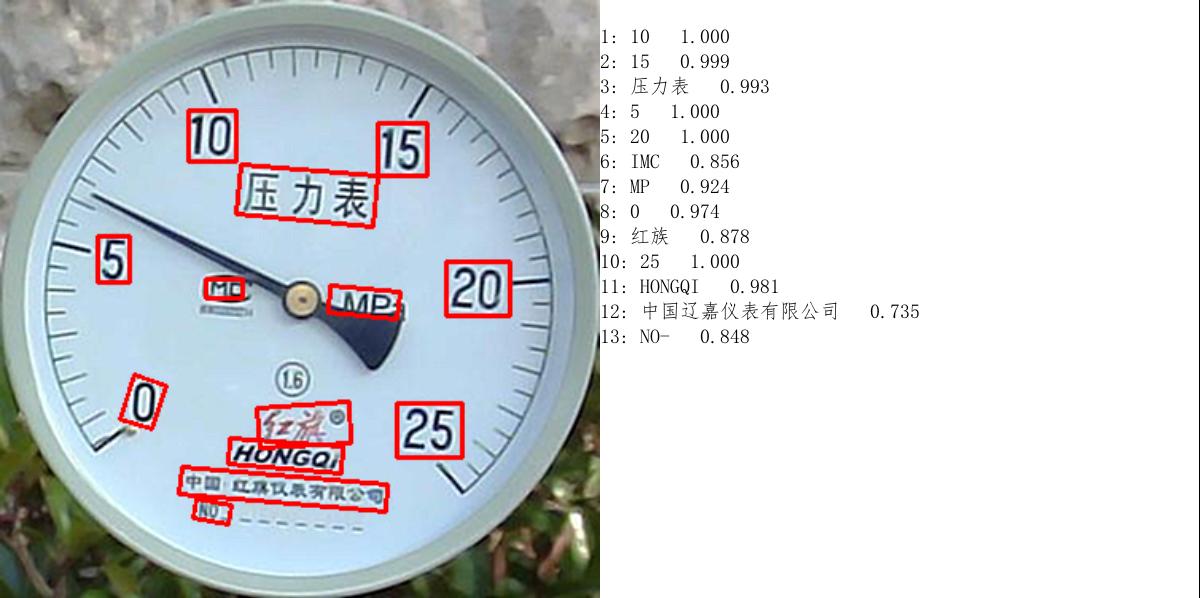 10
15
压力表
5
20
MC
MP
1.6
0
红旗®
25
HONGQi
中国·红旗仪表有限公司
NO
1: 10 1.000
2: 15 0.999
3: 压力表 0.993
4: 5 1.000
5: 20 1.000
6: IMC 0.856
7: MP 0.924
8: 0 0.974
9: 红族 0.878
10: 25 1.000
11: HONGQI 0.981
12: 中国辽嘉仪表有限公司 0.735
13: NO- 0.848